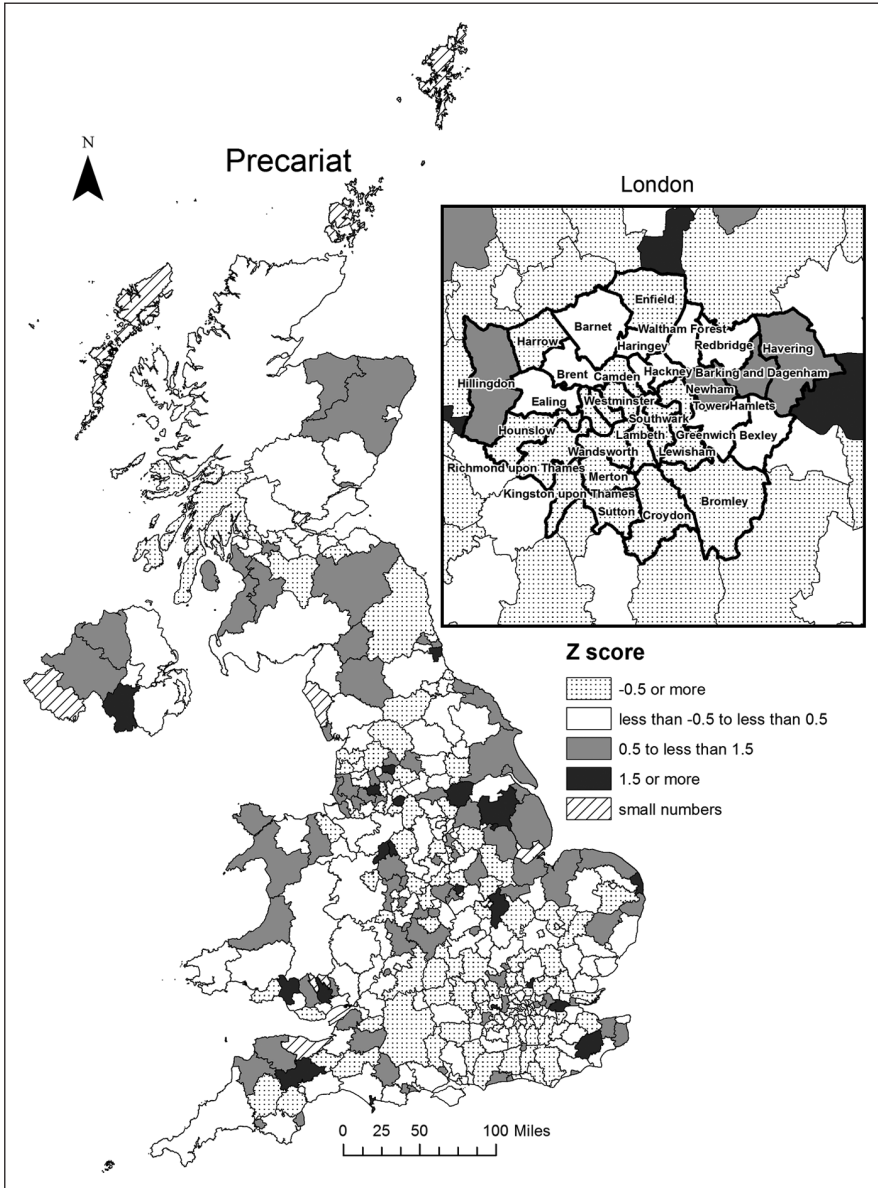 N
Precariat
London
Enfield
Barnet
Waltham Forest
Harrow
Haringey
Redbridge
Havering
Hillingdon
Brent
Camden
Hackney
Barking and Dagenham
Newham
Ealing
Westminster
Tower Hamlets
Southwark
Hounslow
Lambeth
Greenwich
Bexley
Wandsworth
Lewisham
Richmond upon Thames
Merton
Kingston upon Thames
Bromley
Sutton
Croydon
Z score
-0.5 or more
less than -0.5 to less than 0.5
0.5 to less than 1.5
1.5 or more
small numbers
0 25 50 100 Miles